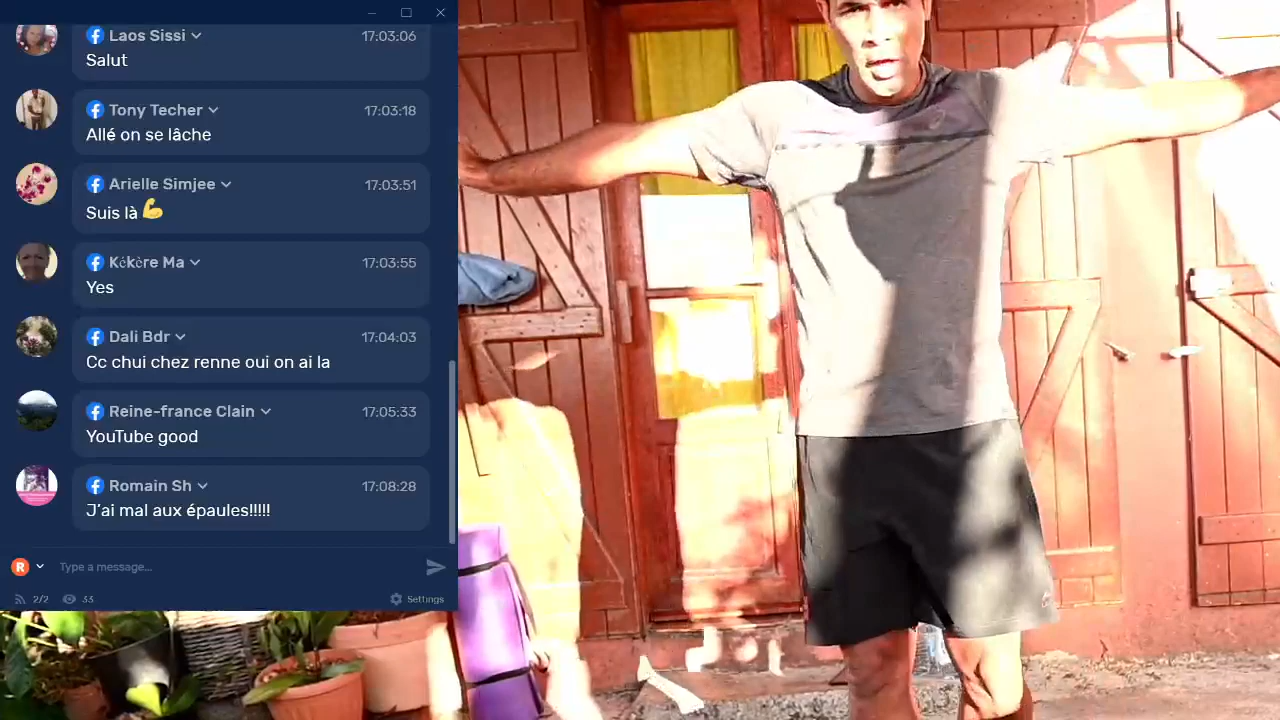 Laos Sissi 17:03:06
Salut
Tony Techer 17:03:18
Allé on se lâche
Arielle Simjee 17:03:51
Suis là 💪
Kékère Ma 17:03:55
Yes
Dali Bdr 17:04:03
Cc chui chez renne oui on ai la
Reine-france Clain 17:05:33
YouTube good
Romain Sh 17:08:28
J'ai mal aux épaules!!!!!
R Type a message...
2/2 33 Settings